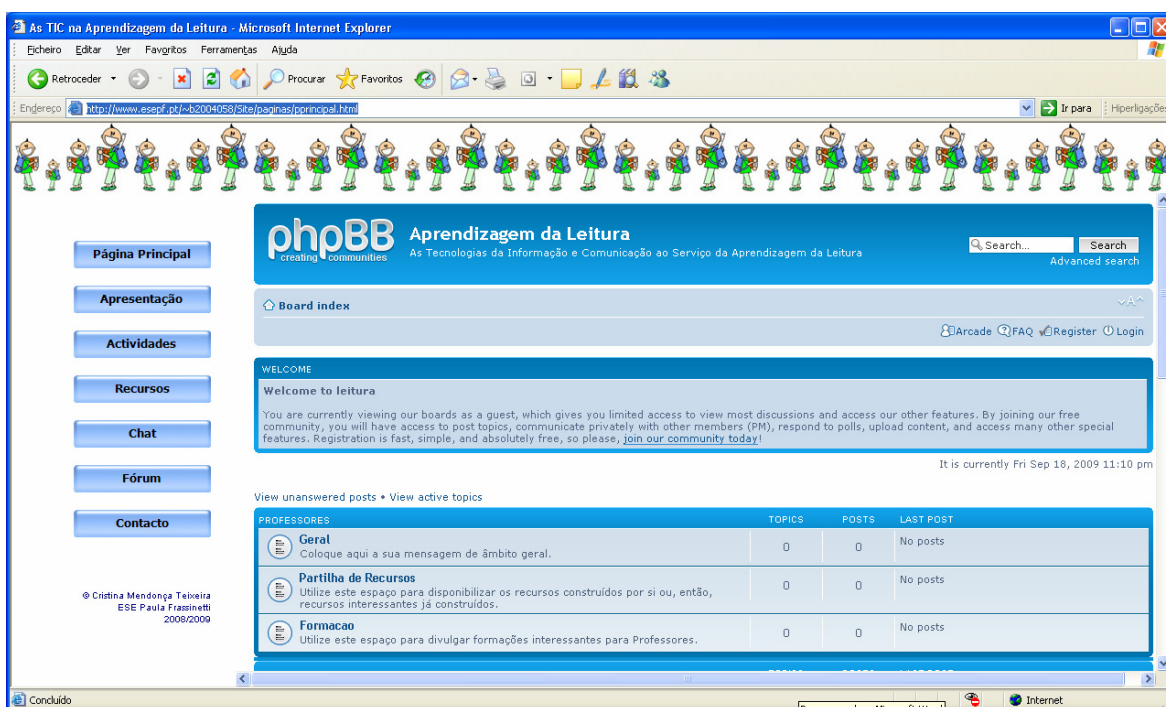 As TIC na Aprendizagem da Leitura - Microsoft Internet Explorer
Ficheiro Editar Ver Favoritos Ferramentas Ajuda
Retroceder Procurar Favoritos
Endereço http://www.esepf.pt/~b2004058/Site/paginas/pprincipal.html Ir para Hiperligações
phpBB
creating communities
Aprendizagem da Leitura
As Tecnologias da Informação e Comunicação ao Serviço da Aprendizagem da Leitura
Search... Search
Advanced search
Página Principal
Apresentação
Actividades
Recursos
Chat
Fórum
Contacto
© Cristina Mendonça Teixeira
ESE Paula Frassinetti
2008/2009
Board index
A
Arcade FAQ Register Login
WELCOME
Welcome to leitura
You are currently viewing our boards as a guest, which gives you limited access to view most discussions and access our other features. By joining our free
community, you will have access to post topics, communicate privately with other members (PM), respond to polls, upload content, and access many other special
features. Registration is fast, simple, and absolutely free, so please, join our community today!
It is currently Fri Sep 18, 2009 11:10 pm
View unanswered posts • View active topics
PROFESSORES TOPICS POSTS LAST POST
Geral
Coloque aqui a sua mensagem de âmbito geral.
0 0 No posts
Partilha de Recursos
Utilize este espaço para disponibilizar os recursos construídos por si ou, então,
recursos interessantes já construídos.
0 0 No posts
Formacao
Utilize este espaço para divulgar formações interessantes para Professores.
0 0 No posts
Concluído Internet